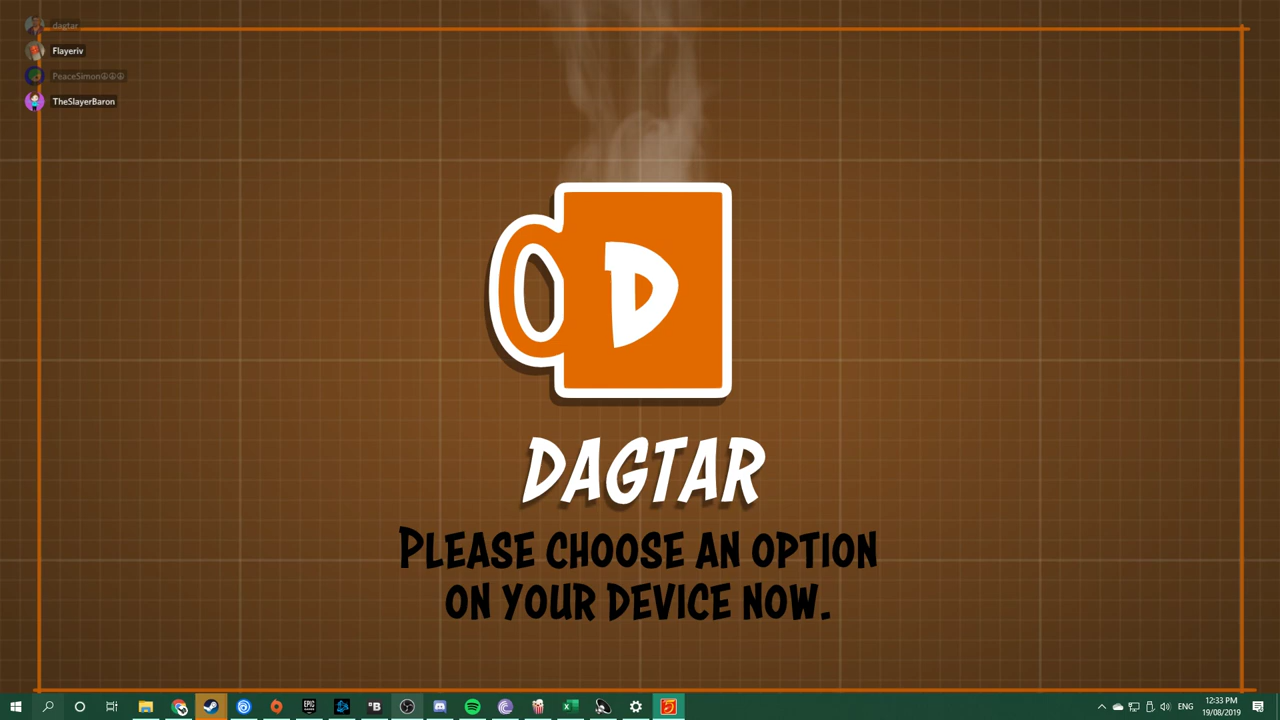 dagtar
Flayeriv
PeaceSimon☮☮☮
TheSlayerBaron
D
DAGTAR
PLEASE CHOOSE AN OPTION
ON YOUR DEVICE NOW.
EPIC GAMES
B
ENG
12:33 PM
19/08/2019